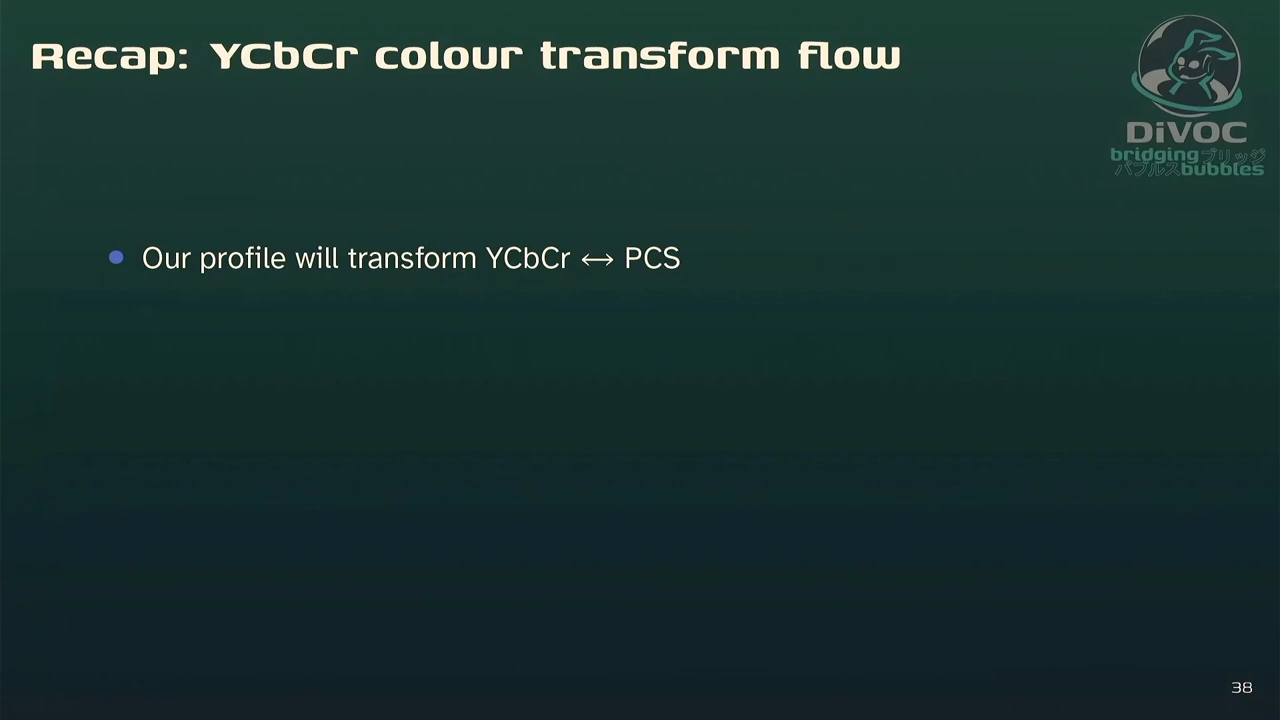 Recap: YCbCr colour transform flow
DiVOC
bridgingブリッジ
バブルスbubbles
Our profile will transform YCbCr ↔ PCS
38